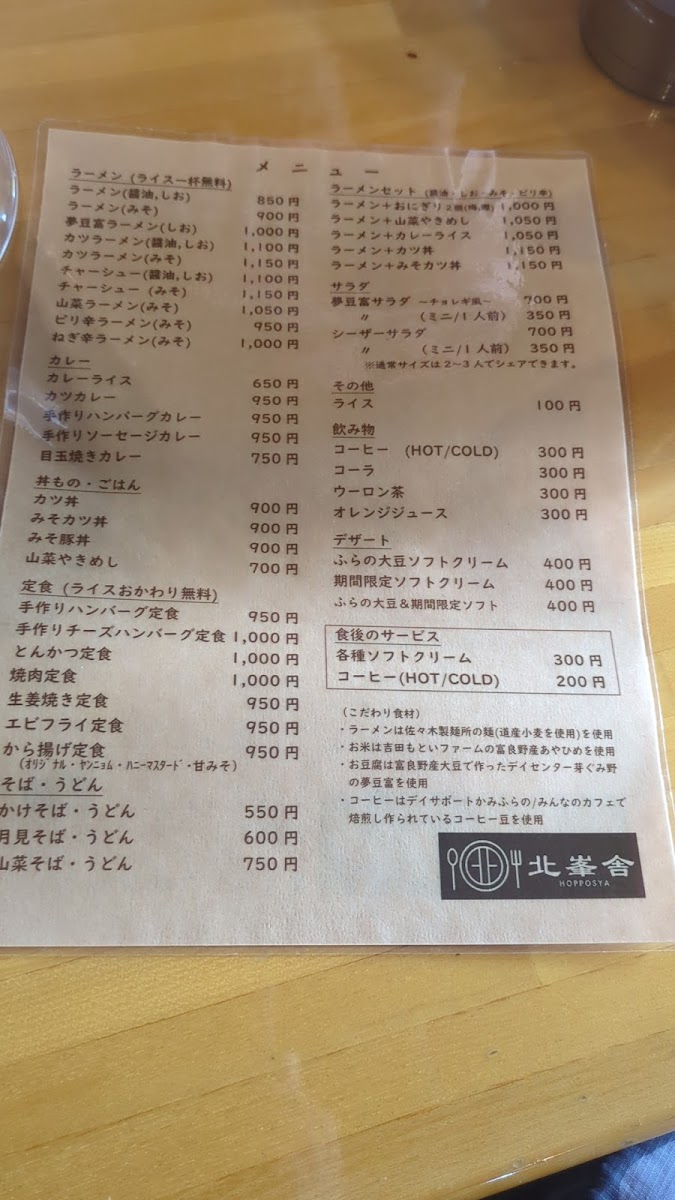 メニュー
ラーメン (ライス一杯無料)
ラーメン(醤油,しお) 850円
ラーメン(みそ) 900円
夢豆富ラーメン(しお) 1,000円
カツラーメン(醤油,しお) 1,100円
カツラーメン(みそ) 1,150円
チャーシュー(醤油,しお) 1,100円
チャーシュー (みそ) 1,150円
山菜ラーメン(みそ) 1,050円
ピリ辛ラーメン(みそ) 950円
ねぎ辛ラーメン(みそ) 1,000円
カレー
カレーライス 650円
カツカレー 950円
手作りハンバーグカレー 950円
手作りソーセージカレー 950円
目玉焼きカレー 750円
丼もの・ごはん
カツ丼 900円
みそカツ丼 900円
みそ豚丼 900円
山菜やきめし 700円
定食 (ライスおかわり無料)
手作りハンバーグ定食 950円
手作りチーズハンバーグ定食 1,000円
とんかつ定食 1,000円
焼肉定食 1,000円
生姜焼き定食 950円
エビフライ定食 950円
から揚げ定食 950円
(オリジナル・ヤンニョム・ハニーマスタード・甘みそ)
そば・うどん
かけそば・うどん 550円
月見そば・うどん 600円
山菜そば・うどん 750円
ラーメンセット (醤油・しお・みそ・ピリ辛)
ラーメン+おにぎり2個(梅,鰹) 1,000円
ラーメン+山菜やきめし 1,050円
ラーメン+カレーライス 1,050円
ラーメン+カツ丼 1,150円
ラーメン+みそカツ丼 1,150円
サラダ
夢豆富サラダ ~チョレギ風~ 700円
〃 (ミニ/1人前) 350円
シーザーサラダ 700円
〃 (ミニ/1人前) 350円
※通常サイズは2~3人でシェアできます。
その他
ライス 100円
飲み物
コーヒー (HOT/COLD) 300円
コーラ 300円
ウーロン茶 300円
オレンジジュース 300円
デザート
ふらの大豆ソフトクリーム 400円
期間限定ソフトクリーム 400円
ふらの大豆&期間限定ソフト 400円
食後のサービス
各種ソフトクリーム 300円
コーヒー(HOT/COLD) 200円
(こだわり食材)
・ラーメンは佐々木製麺所の麺(道産小麦を使用)を使用
・お米は吉田もといファームの富良野産あやひめを使用
・お豆腐は富良野産大豆で作ったデイセンター芽ぐみ野
の夢豆富を使用
・コーヒーはデイサポートかみふらの/みんなのカフェで
焙煎し作られているコーヒー豆を使用
北峯舎
HOPPOSYA